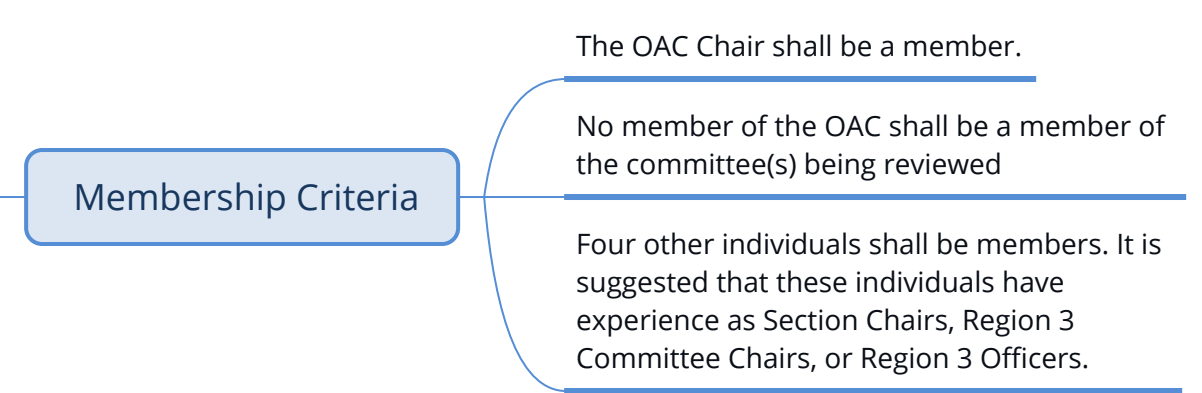 The OAC Chair shall be a member.
No member of the OAC shall be a member of
the committee(s) being reviewed
Membership Criteria
Four other individuals shall be members. It is
suggested that these individuals have
experience as Section Chairs, Region 3
Committee Chairs, or Region 3 Officers.